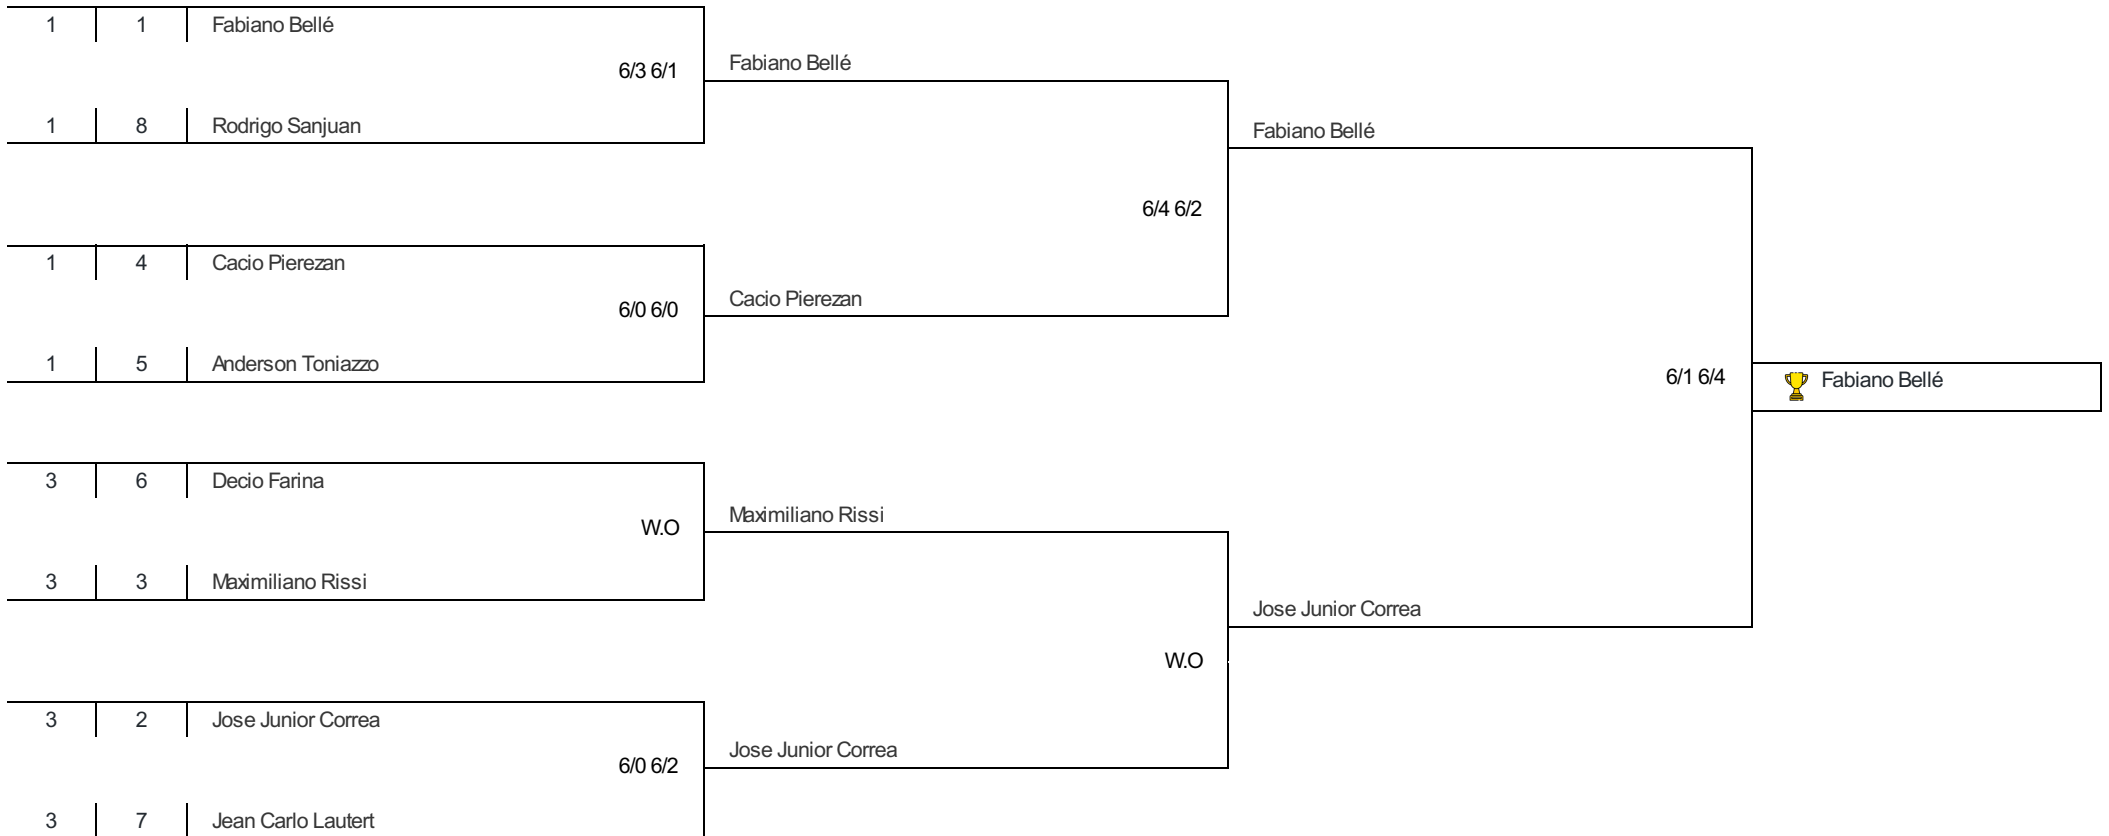 1 1 Fabiano Bellé
6/3 6/1
Fabiano Bellé
1 8 Rodrigo Sanjuan
Fabiano Bellé
6/4 6/2
1 4 Cacio Pierezan
6/0 6/0
Cacio Pierezan
1 5 Anderson Toniazzo
6/1 6/4
Fabiano Bellé
3 6 Decio Farina
W.O
Maximiliano Rissi
3 3 Maximiliano Rissi
Jose Junior Correa
W.O
3 2 Jose Junior Correa
6/0 6/2
Jose Junior Correa
3 7 Jean Carlo Lautert